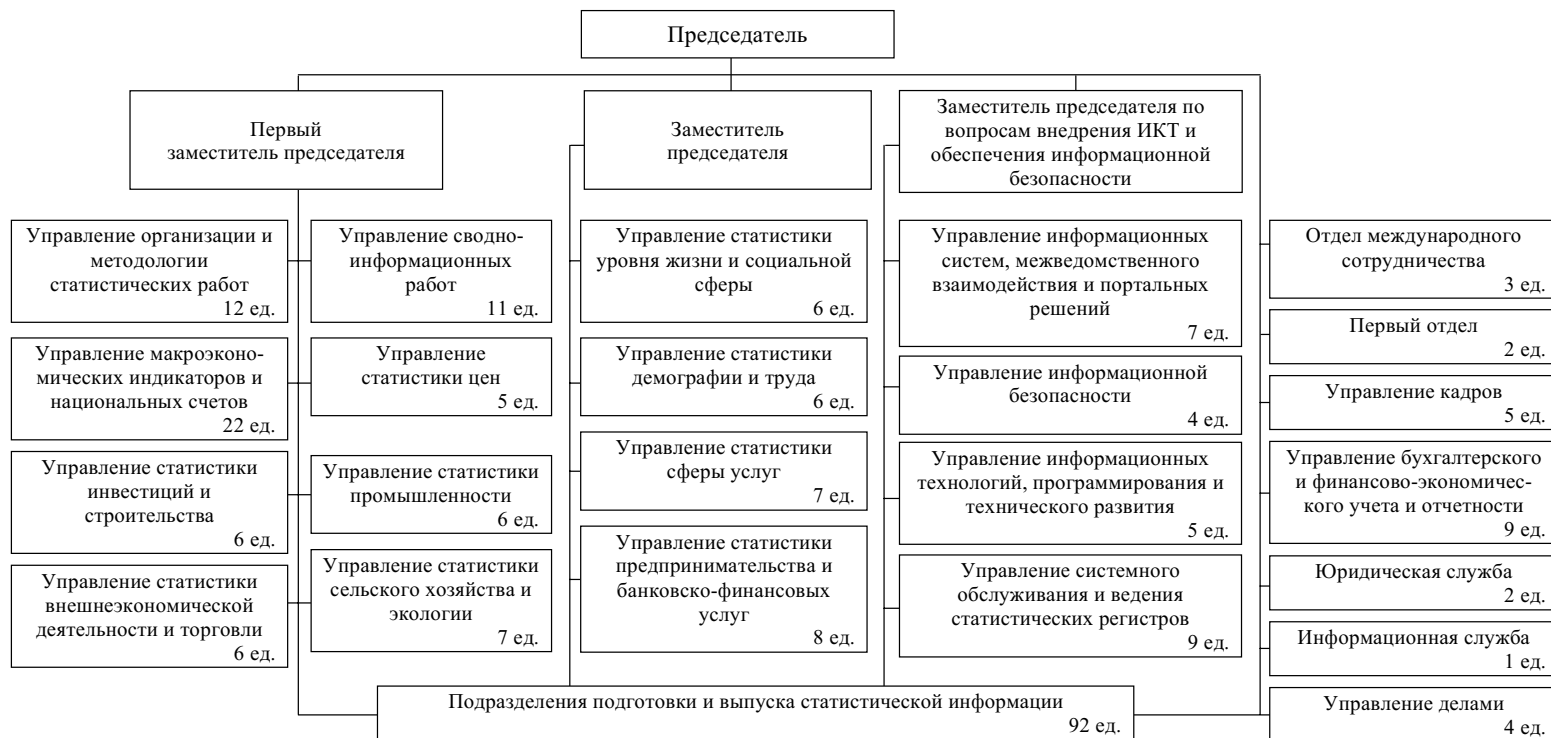 Председатель
Первый
заместитель председателя
Заместитель
председателя
Заместитель председателя по
вопросам внедрения ИКТ и
обеспечения информационной
безопасности
Управление организации и
методологии
статистических работ
12 ед.
Управление макроэконо-
мических индикаторов и
национальных счетов
22 ед.
Управление статистики
инвестиций и
строительства
6 ед.
Управление статистики
внешнеэкономической
деятельности и торговли
6 ед.
Управление сводно-
информационных
работ
11 ед.
Управление
статистики цен
5 ед.
Управление статистики
промышленности
6 ед.
Управление статистики
сельского хозяйства и
экологии
7 ед.
Управление статистики
уровня жизни и социальной
сферы
6 ед.
Управление статистики
демографии и труда
6 ед.
Управление статистики
сферы услуг
7 ед.
Управление статистики
предпринимательства и
банковско-финансовых
услуг
8 ед.
Управление информационных
систем, межведомственного
взаимодействия и портальных
решений
7 ед.
Управление информационной
безопасности
4 ед.
Управление информационных
технологий, программирования и
технического развития
5 ед.
Управление системного
обслуживания и ведения
статистических регистров
9 ед.
Отдел международного
сотрудничества
3 ед.
Первый отдел
2 ед.
Управление кадров
5 ед.
Управление бухгалтерского
и финансово-экономичес-
кого учета и отчетности
9 ед.
Юридическая служба
2 ед.
Информационная служба
1 ед.
Управление делами
4 ед.
Подразделения подготовки и выпуска статистической информации
92 ед.